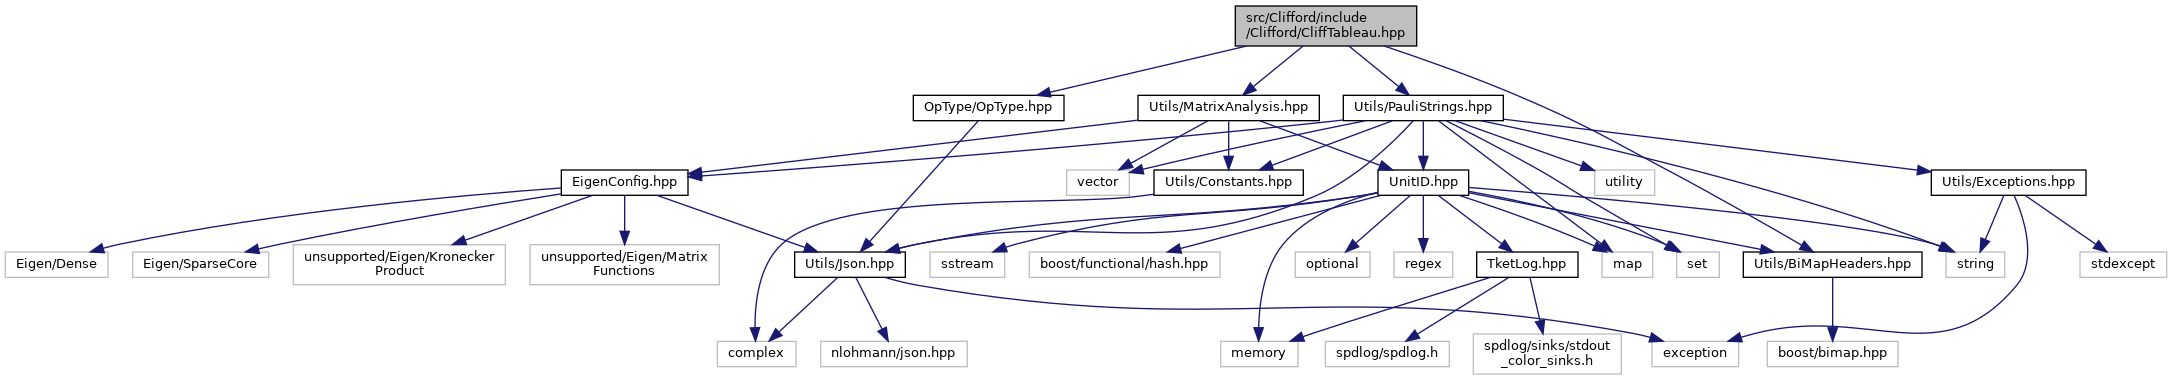 src/Clifford/include
/Clifford/CliffTableau.hpp
OpType/OpType.hpp
Utils/MatrixAnalysis.hpp
Utils/PauliStrings.hpp
EigenConfig.hpp
vector
Utils/Constants.hpp
UnitID.hpp
utility
Utils/Exceptions.hpp
Eigen/Dense
Eigen/SparseCore
unsupported/Eigen/Kronecker
Product
unsupported/Eigen/Matrix
Functions
Utils/Json.hpp
sstream
boost/functional/hash.hpp
optional
regex
TketLog.hpp
map
set
Utils/BiMapHeaders.hpp
string
stdexcept
complex
nlohmann/json.hpp
memory
spdlog/spdlog.h
spdlog/sinks/stdout
_color_sinks.h
exception
boost/bimap.hpp